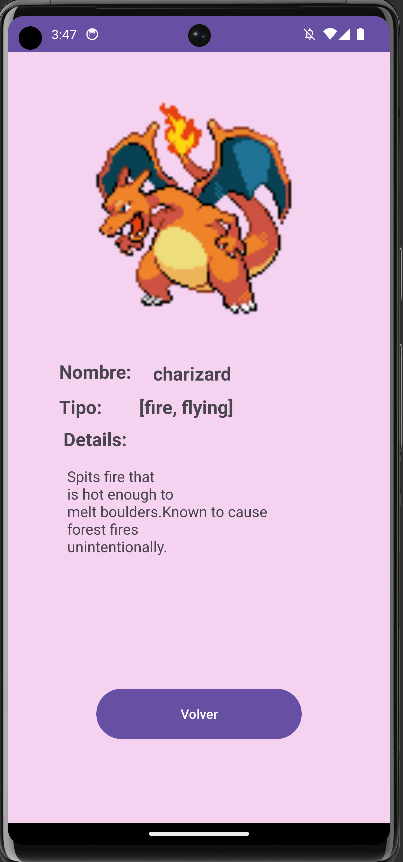 3:47
Nombre: charizard
Tipo: [fire, flying]
Details:
Spits fire that
is hot enough to
melt boulders.Known to cause
forest fires
unintentionally.
Volver